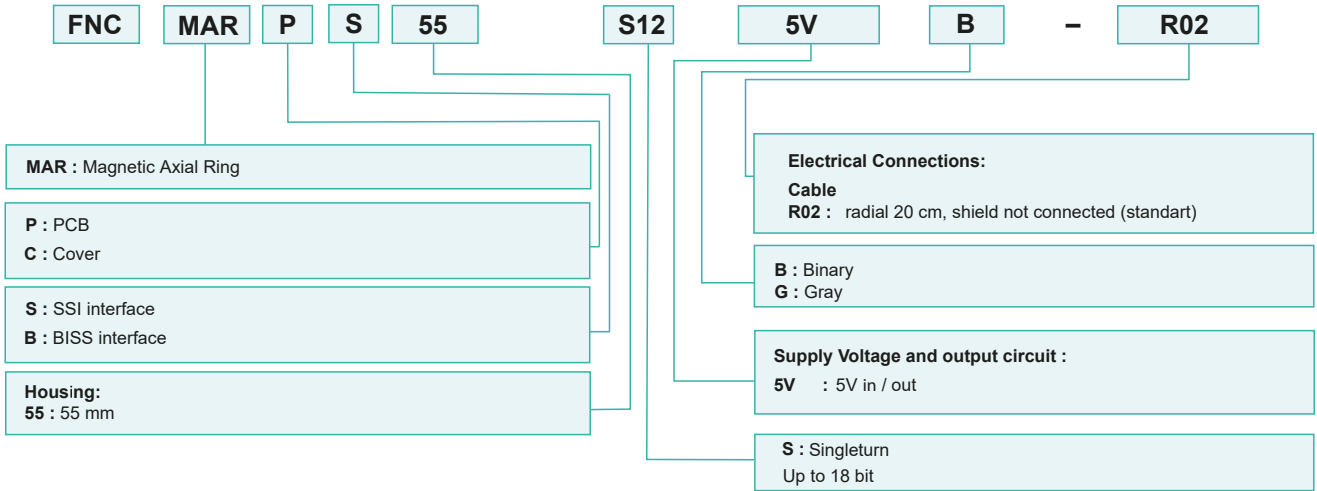 FNC MAR P S 55 S12 5V B – R02
MAR : Magnetic Axial Ring
P : PCB
C : Cover
S : SSI interface
B : BISS interface
Housing:
55 : 55 mm
Electrical Connections:
Cable
R02 : radial 20 cm, shield not connected (standart)
B : Binary
G : Gray
Supply Voltage and output circuit :
5V : 5V in / out
S : Singleturn
Up to 18 bit